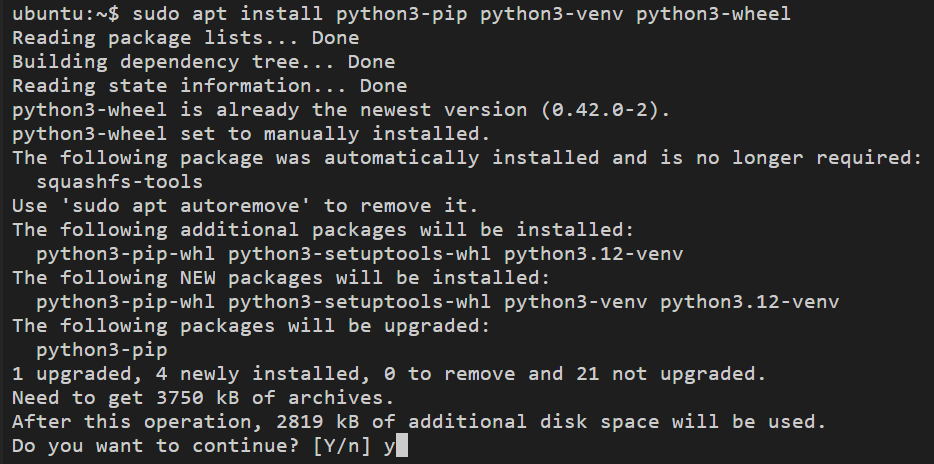 ubuntu:~$ sudo apt install python3-pip python3-venv python3-wheel
Reading package lists... Done
Building dependency tree... Done
Reading state information... Done
python3-wheel is already the newest version (0.42.0-2).
python3-wheel set to manually installed.
The following package was automatically installed and is no longer required:
  squashfs-tools
Use 'sudo apt autoremove' to remove it.
The following additional packages will be installed:
  python3-pip-whl python3-setuptools-whl python3.12-venv
The following NEW packages will be installed:
  python3-pip-whl python3-setuptools-whl python3-venv python3.12-venv
The following packages will be upgraded:
  python3-pip
1 upgraded, 4 newly installed, 0 to remove and 21 not upgraded.
Need to get 3750 kB of archives.
After this operation, 2819 kB of additional disk space will be used.
Do you want to continue? [Y/n] y